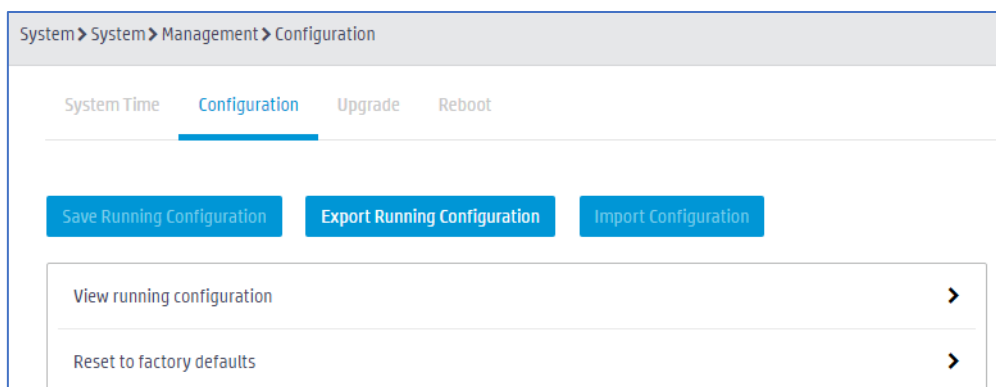 System > System > Management > Configuration
System Time Configuration Upgrade Reboot
Save Running Configuration Export Running Configuration Import Configuration
View running configuration
Reset to factory defaults